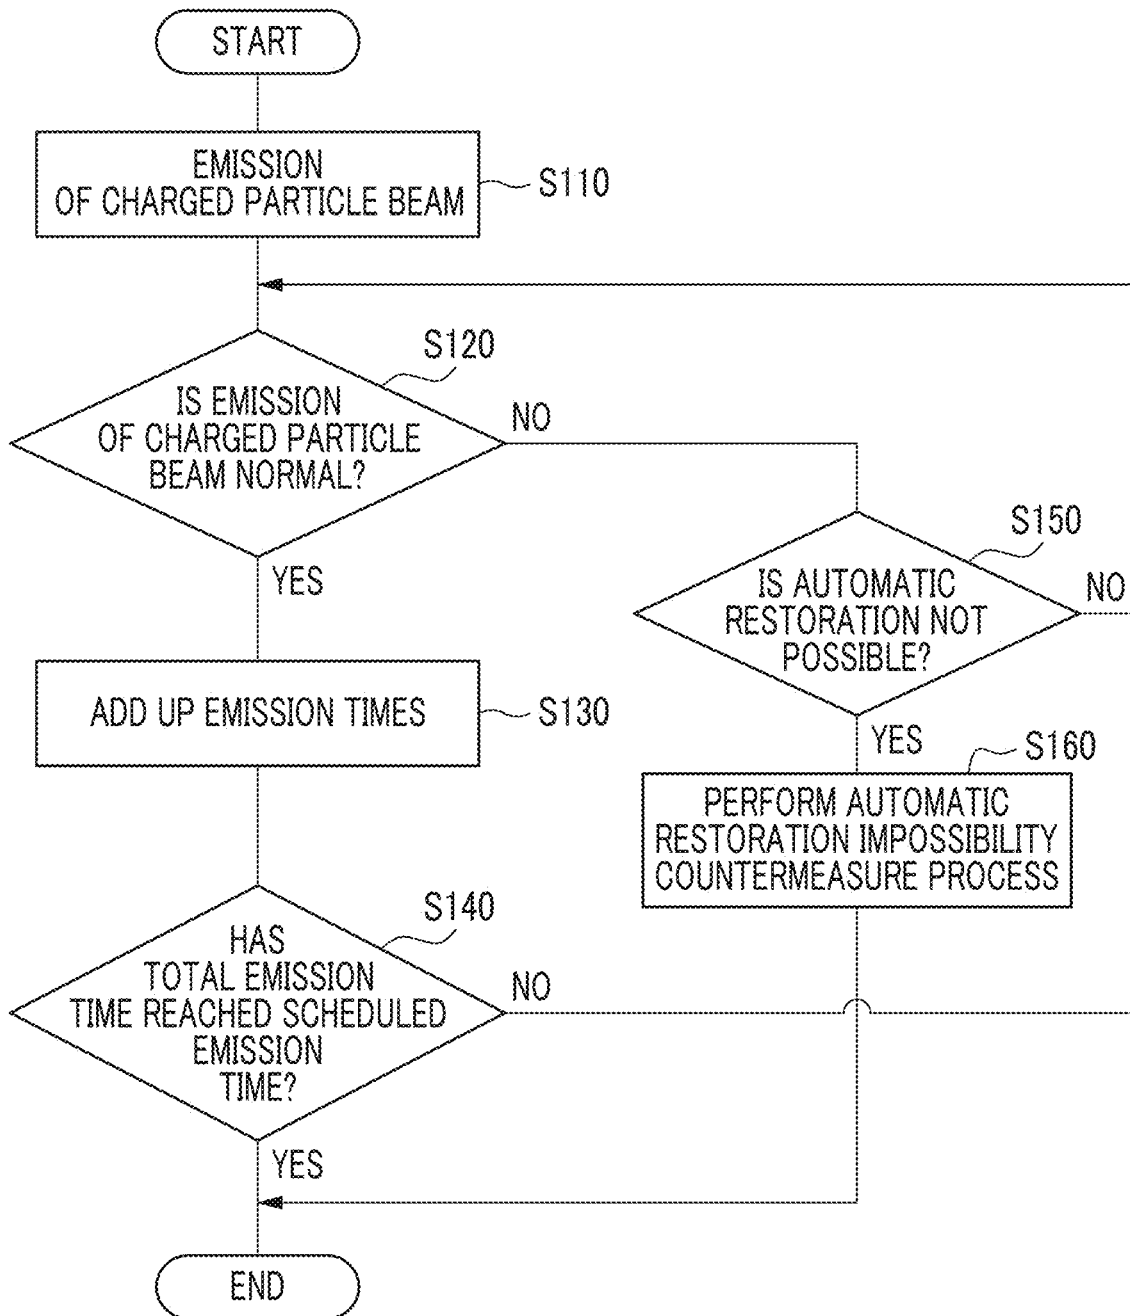 START
EMISSION
OF CHARGED PARTICLE BEAM
S110
S120
IS EMISSION
OF CHARGED PARTICLE
BEAM NORMAL?
NO
YES
S150
IS AUTOMATIC
RESTORATION NOT
POSSIBLE?
NO
YES
ADD UP EMISSION TIMES
S130
S160
PERFORM AUTOMATIC
RESTORATION IMPOSSIBILITY
COUNTERMEASURE PROCESS
S140
HAS
TOTAL EMISSION
TIME REACHED SCHEDULED
EMISSION
TIME?
NO
YES
END